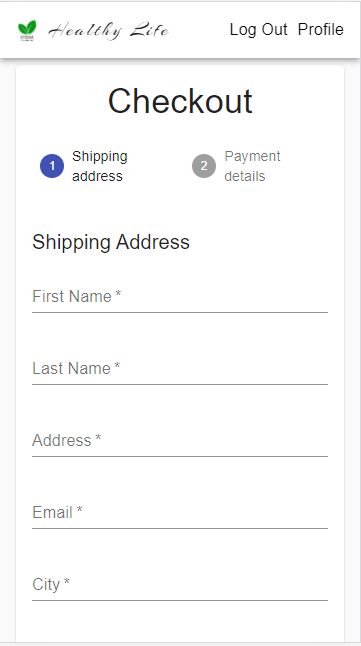 Healthy Life Log Out Profile
Checkout
1 Shipping address
2 Payment details
Shipping Address
First Name *
Last Name *
Address *
Email *
City *